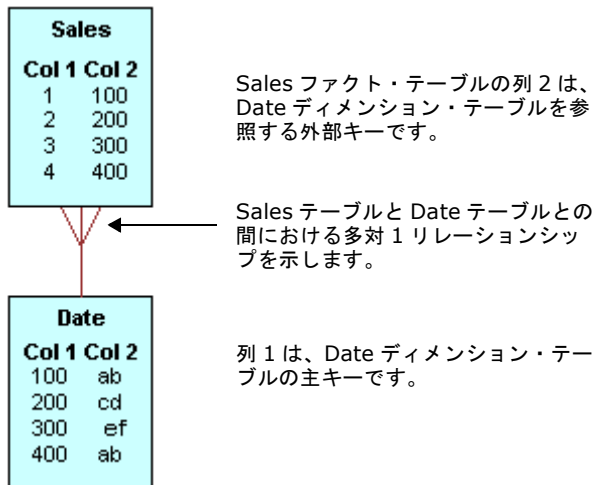 Sales
Col 1 Col 2
1 100
2 200
3 300
4 400
Sales ファクト・テーブルの列 2 は、
Date ディメンション・テーブルを参
照する外部キーです。
Sales テーブルと Date テーブルとの
間における多対 1 リレーションシッ
プを示します。
Date
Col 1 Col 2
100 ab
200 cd
300 ef
400 ab
列 1 は、Date ディメンション・テー
ブルの主キーです。